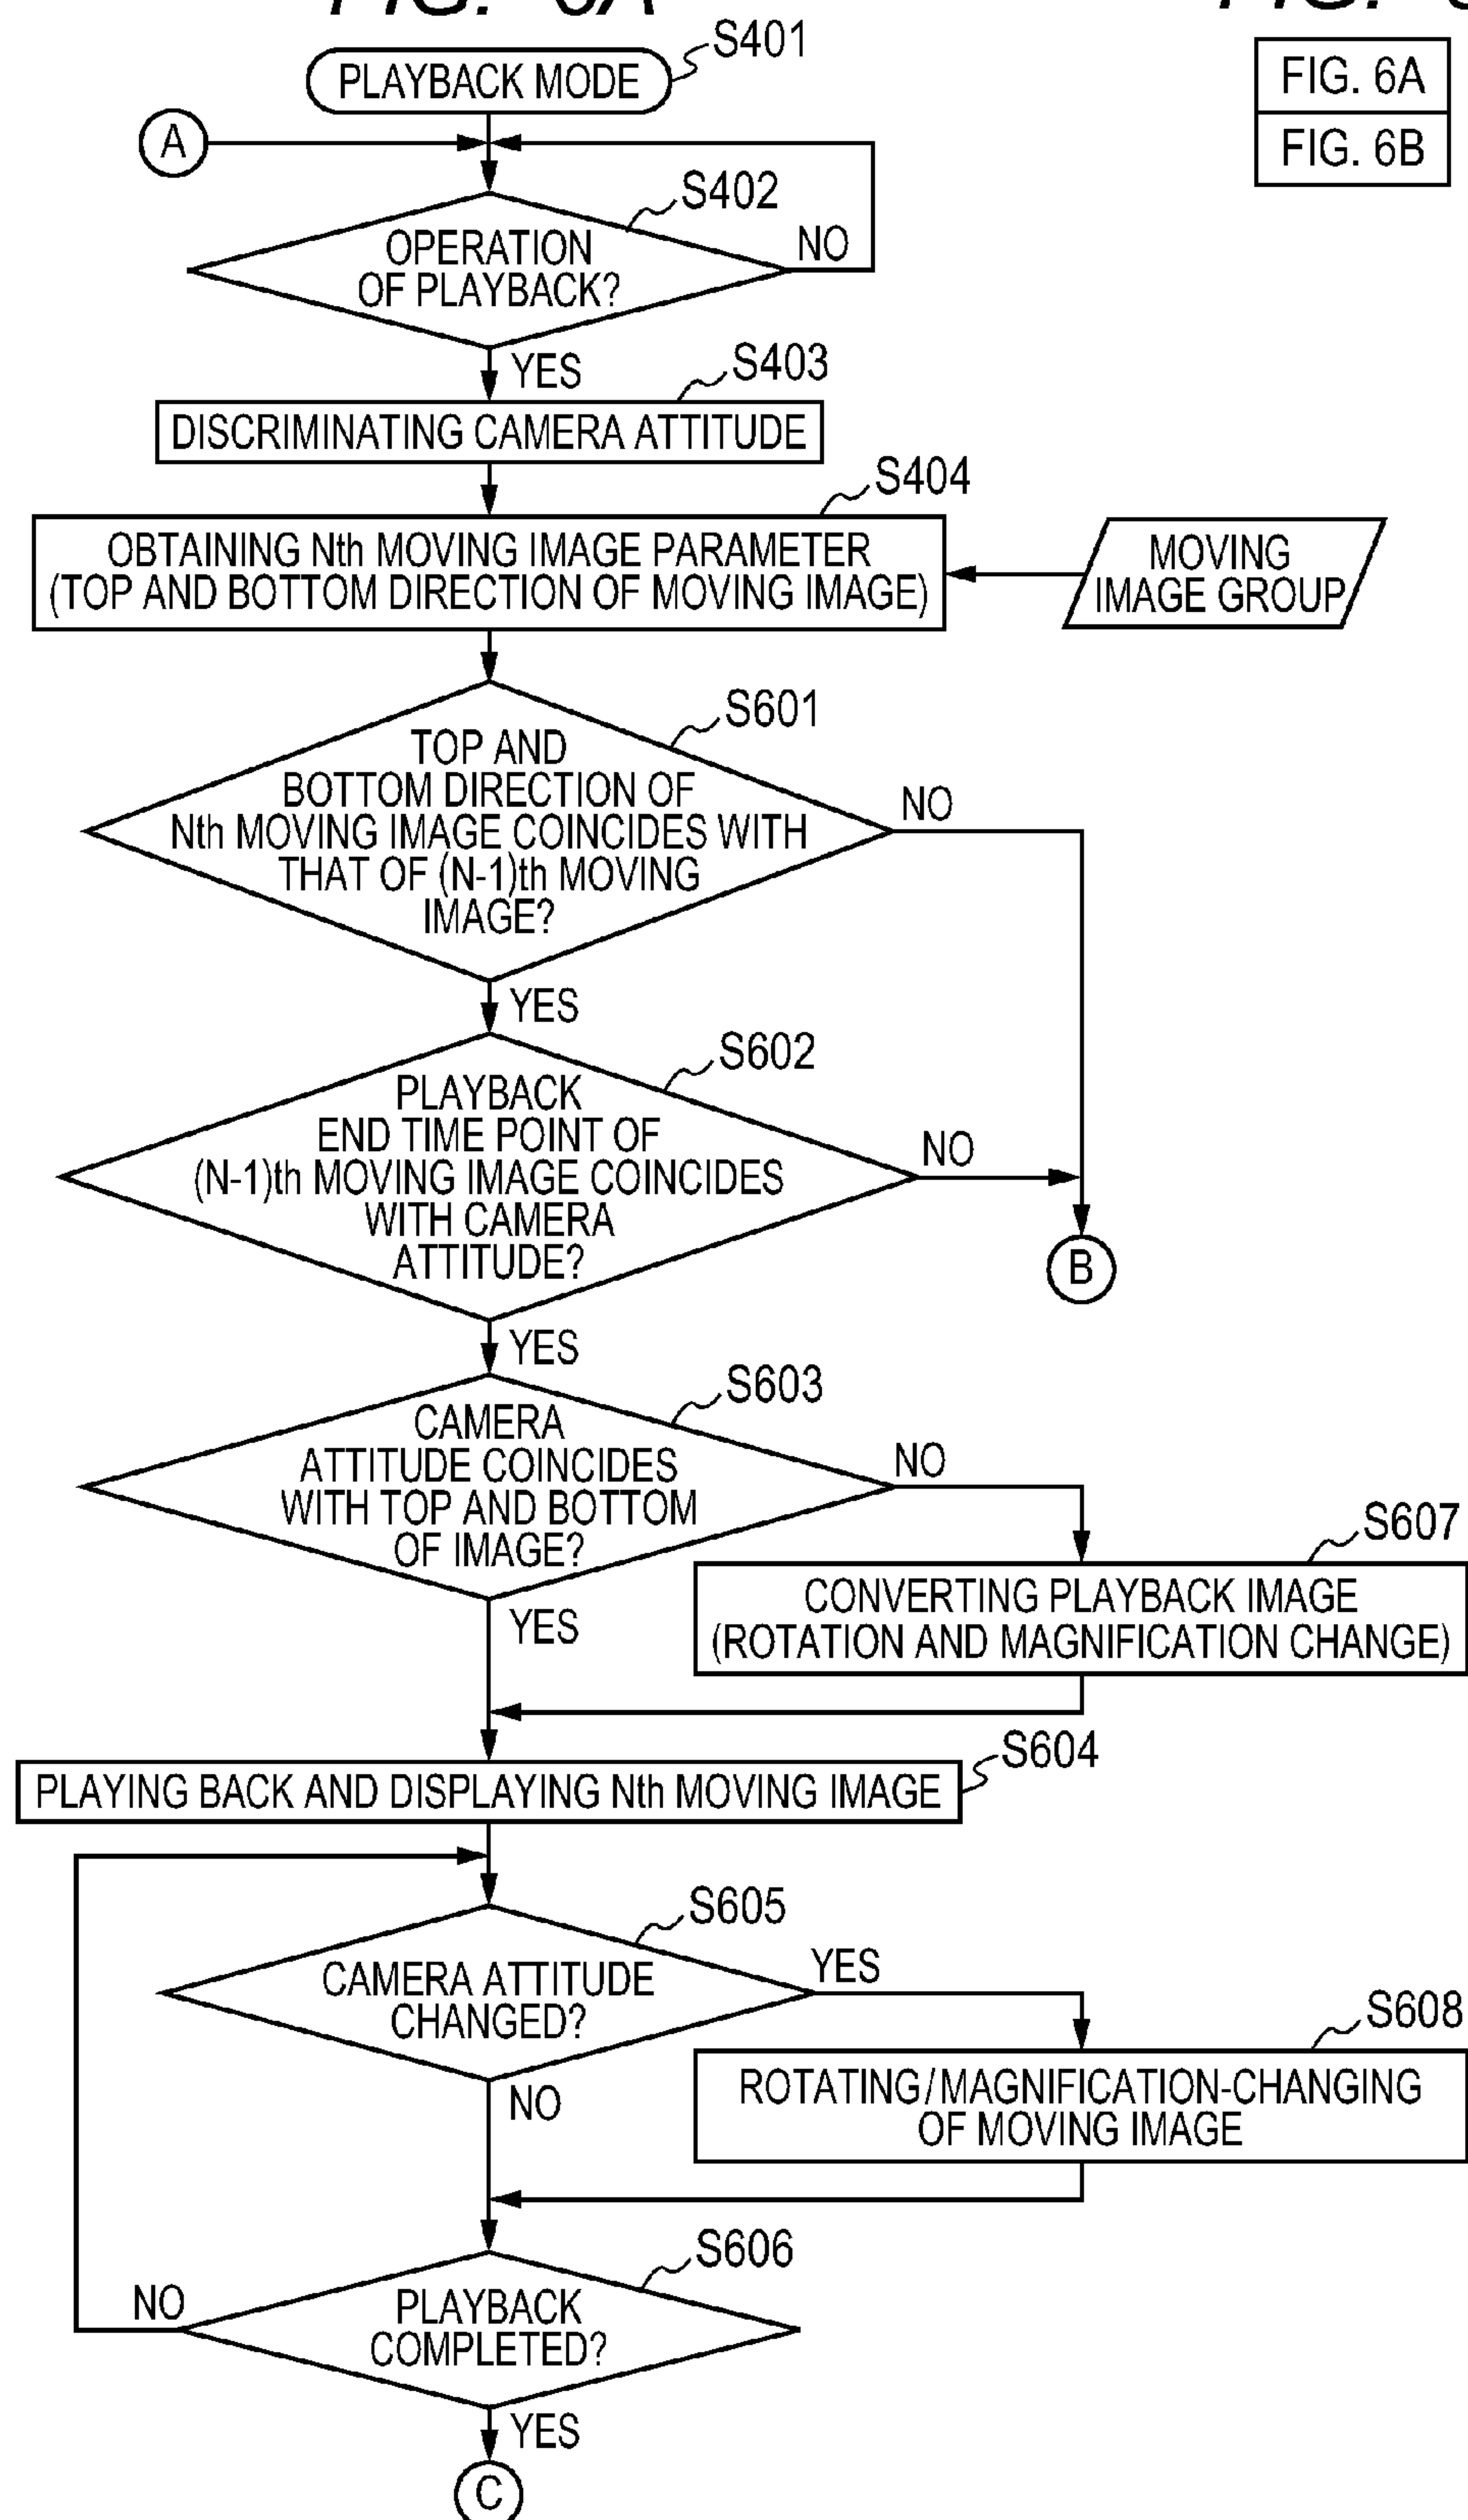 FIG. 6A
S401
PLAYBACK MODE
FIG. 6A
FIG. 6B
A
S402
OPERATION
OF PLAYBACK?
NO
YES
S403
DISCRIMINATING CAMERA ATTITUDE
S404
OBTAINING Nth MOVING IMAGE PARAMETER
(TOP AND BOTTOM DIRECTION OF MOVING IMAGE)
MOVING
IMAGE GROUP
S601
TOP AND
BOTTOM DIRECTION OF
Nth MOVING IMAGE COINCIDES WITH
THAT OF (N-1)th MOVING
IMAGE?
NO
YES
S602
PLAYBACK
END TIME POINT OF
(N-1)th MOVING IMAGE COINCIDES
WITH CAMERA
ATTITUDE?
NO
B
YES
S603
CAMERA
ATTITUDE COINCIDES
WITH TOP AND BOTTOM
OF IMAGE?
NO
S607
CONVERTING PLAYBACK IMAGE
(ROTATION AND MAGNIFICATION CHANGE)
YES
S604
PLAYING BACK AND DISPLAYING Nth MOVING IMAGE
S605
CAMERA ATTITUDE
CHANGED?
YES
S608
ROTATING/MAGNIFICATION-CHANGING
OF MOVING IMAGE
NO
S606
PLAYBACK
COMPLETED?
NO
YES
C